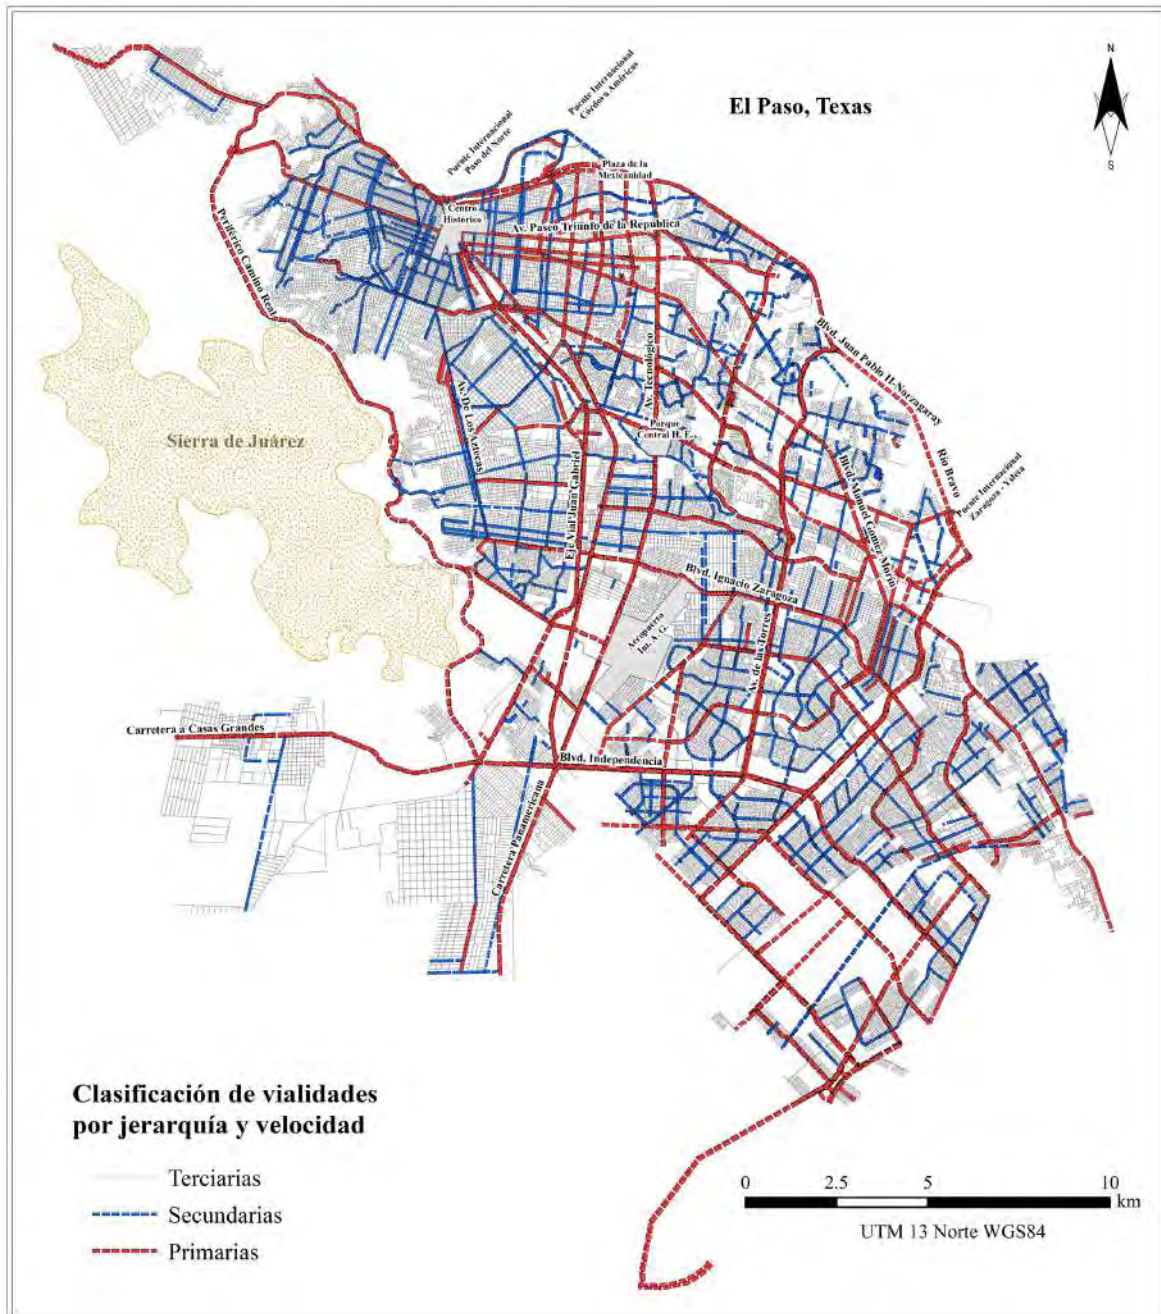 N
S
El Paso, Texas
Puente Internacional
Córdova Américas
Puente Internacional
Paso del Norte
Plaza de la
Mexicanidad
Centro
Histórico
Av. Paseo Triunfo de la Republica
Periférico Camino Real
Blvd. Juan Pablo II-Norzagaray
Av. Tecnológico
Av. De Los Aztecas
Sierra de Juárez
Parque
Central H. E.
Río Bravo
Puente Internacional
Zaragoza - Ysleta
Eje Vial Juan Gabriel
Blvd. Manuel Gomez Morin
Blvd. Ignacio Zaragoza
Aeropuerto
Int. A. G.
Av. de las Torres
Carretera a Casas Grandes
Blvd. Independencia
Carretera Panamericana
Clasificación de vialidades
por jerarquía y velocidad
Terciarias
Secundarias
Primarias
0 2.5 5 10
km
UTM 13 Norte WGS84